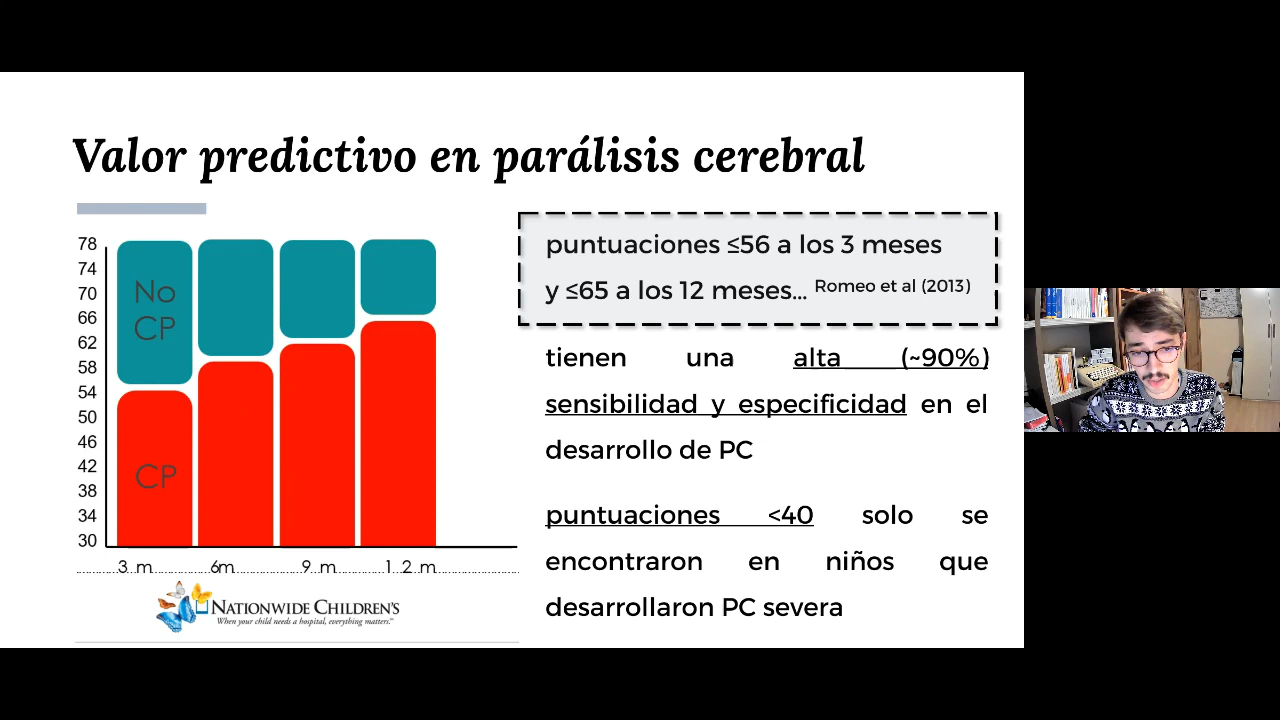 Valor predictivo en parálisis cerebral
78
74
70
66
62
58
54
50
46
42
38
34
30
No
CP
CP
3 m
6m
9 m
1 2 m
NATIONWIDE CHILDREN'S
When your child needs a hospital, everything matters.
puntuaciones ≤56 a los 3 meses
y ≤65 a los 12 meses... Romeo et al (2013)
tienen una alta (~90%)
sensibilidad y especificidad en el
desarrollo de PC
puntuaciones <40 solo se
encontraron en niños que
desarrollaron PC severa